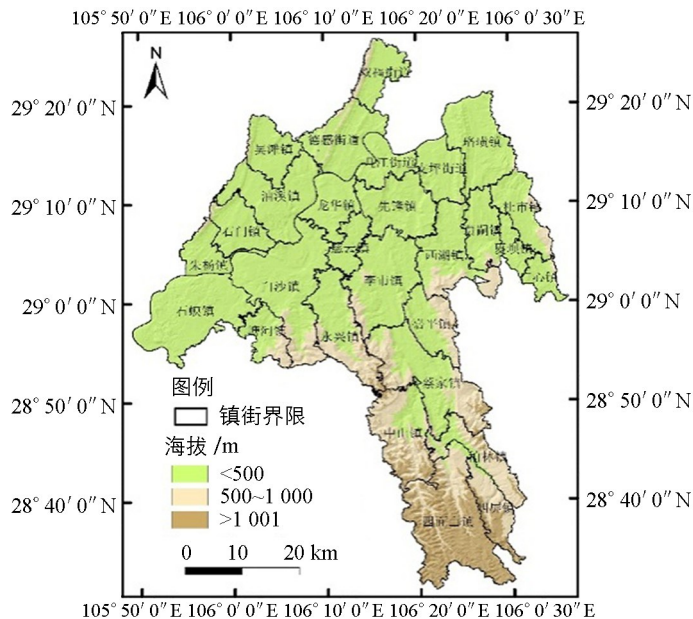 105° 50′ 0″E 106° 0′ 0″E 106° 10′ 0″E 106° 20′ 0″E 106° 0′ 30″E
N
29° 20′ 0″N
29° 20′ 0″N
29° 10′ 0″N
29° 10′ 0″N
29° 0′ 0″N
29° 0′ 0″N
28° 50′ 0″N
28° 50′ 0″N
28° 40′ 0″N
28° 40′ 0″N
德感街道
吴滩镇
珞璜镇
油溪镇
龙华镇
先锋镇
杜市镇
石门镇
西湖镇
朱杨镇
白沙镇
李市镇
石蟆镇
永兴镇
蔡家镇
中山镇
图例
镇街界限
海拔 /m
<500
500~1 000
>1 001
0 10 20 km
105° 50′ 0″E 106° 0′ 0″E 106° 10′ 0″E 106° 20′ 0″E 106° 0′ 30″E